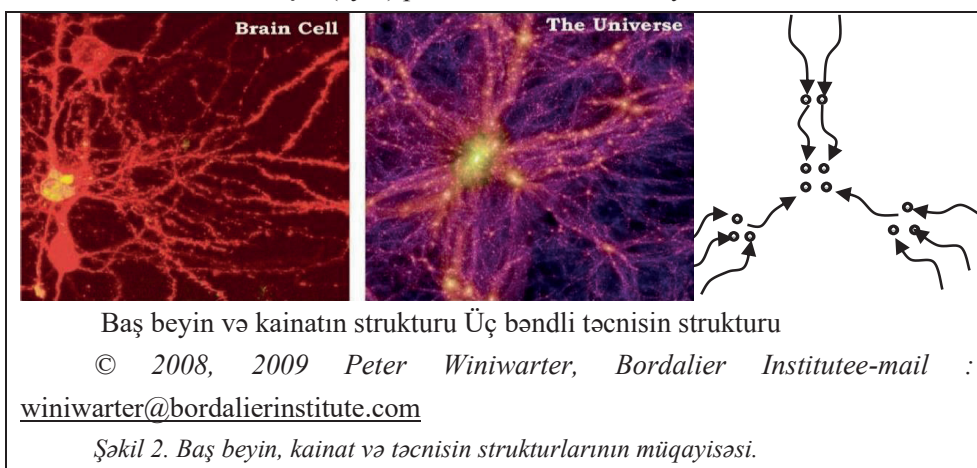 Brain Cell
The Universe
Baş beyin və kainatın strukturu Üç bəndli təcnisin strukturu
© 2008, 2009 Peter Winiwarter, Bordalier Institutee-mail :
winiwarter@bordalierinstitute.com
Şəkil 2. Baş beyin, kainat və təcnisin strukturlarının müqayisəsi.